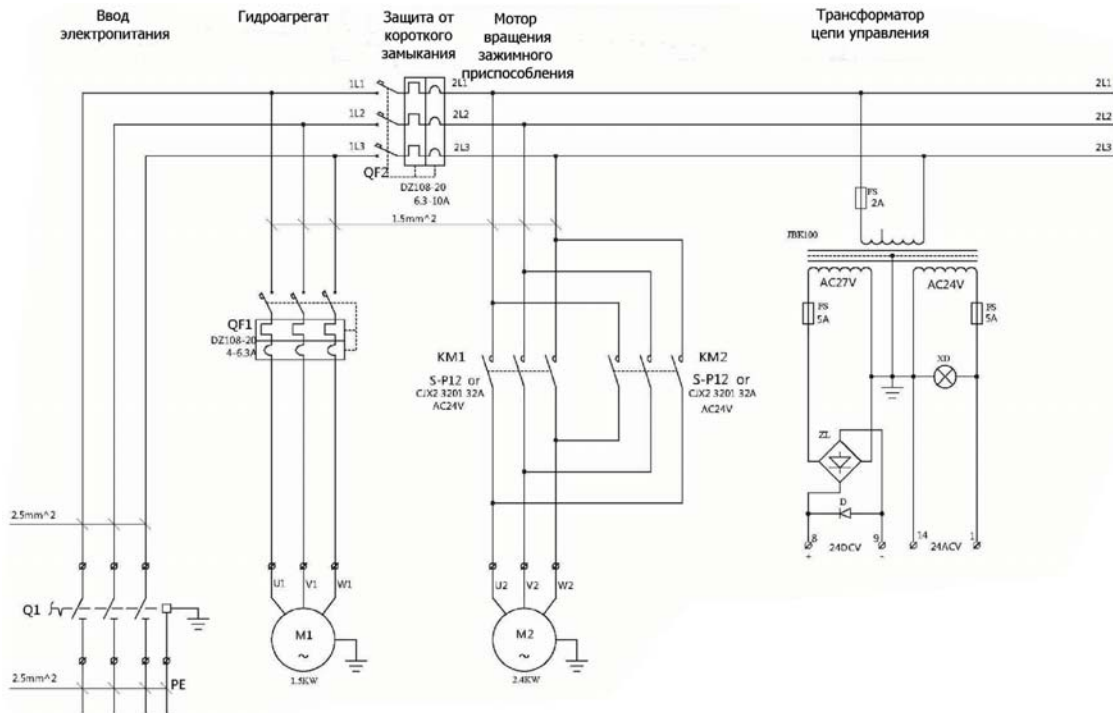 Ввод
электропитания
Гидроагрегат
Защита от
короткого
замыкания
Мотор
вращения
зажимного
приспособления
Трансформатор
цепи управления
1L1
2L1
2L1
1L2
2L2
2L2
1L3
2L3
2L3
QF2
DZ108-20
6.3-10A
1.5mm^2
FS
2A
JBK100
AC27V
AC24V
FS
5A
FS
5A
QF1
DZ108-20
4-6.3A
KM1
S-P12 or
CJX2 3201 32A
AC24V
KM2
S-P12 or
CJX2 3201 32A
AC24V
XD
ZL
D
8
9
14
1
+
24DCV
-
24ACV
2.5mm^2
U1
V1
W1
U2
V2
W2
Q1
M1
~
M2
~
1.5KW
2.4KW
2.5mm^2
PE